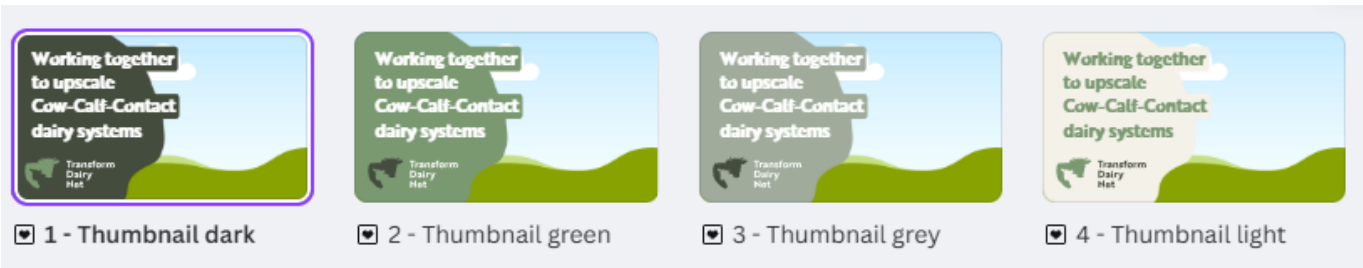 Working together
to upscale
Cow-Calf-Contact
dairy systems
Transform
Dairy
Net
1 - Thumbnail dark
Working together
to upscale
Cow-Calf-Contact
dairy systems
Transform
Dairy
Net
2 - Thumbnail green
Working together
to upscale
Cow-Calf-Contact
dairy systems
Transform
Dairy
Net
3 - Thumbnail grey
Working together
to upscale
Cow-Calf-Contact
dairy systems
Transform
Dairy
Net
4 - Thumbnail light